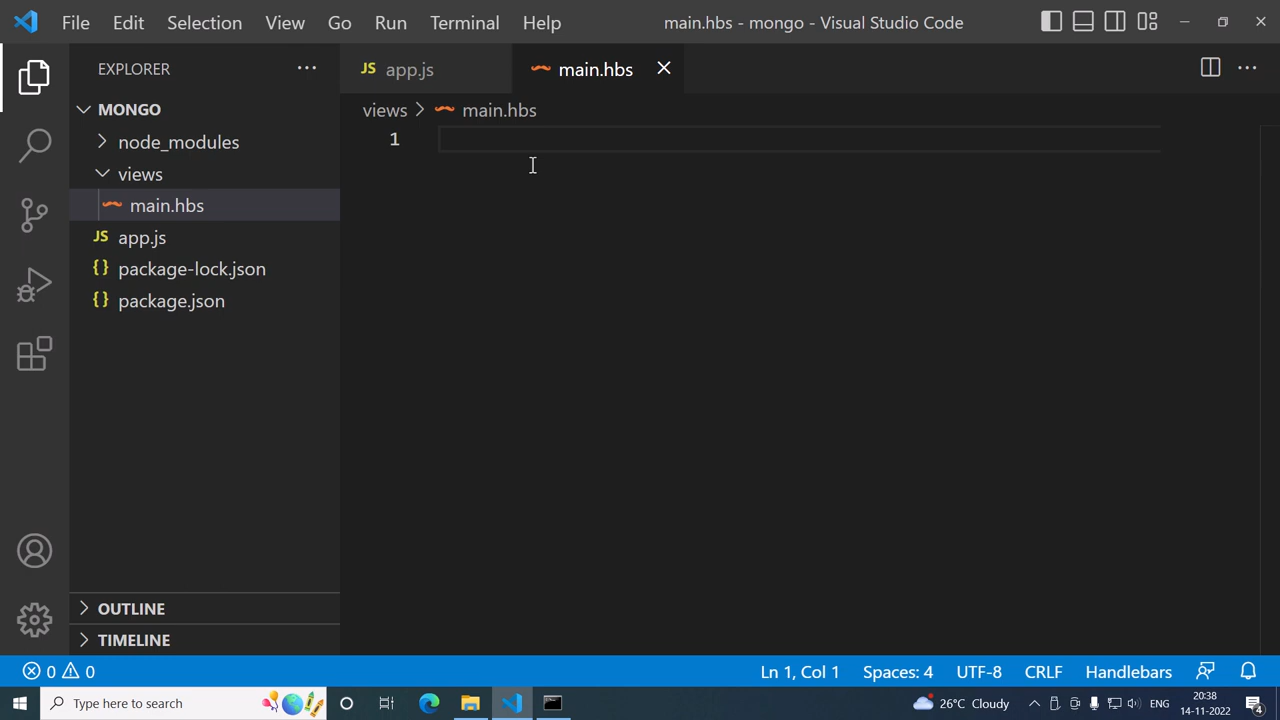 File Edit Selection View Go Run Terminal Help main.hbs - mongo - Visual Studio Code
EXPLORER
JS app.js
main.hbs
MONGO
views
main.hbs
node_modules
1
views
main.hbs
JS app.js
{} package-lock.json
{} package.json
OUTLINE
TIMELINE
0 0 Ln 1, Col 1 Spaces: 4 UTF-8 CRLF Handlebars
Type here to search
26°C Cloudy
ENG
20:38
14-11-2022
4